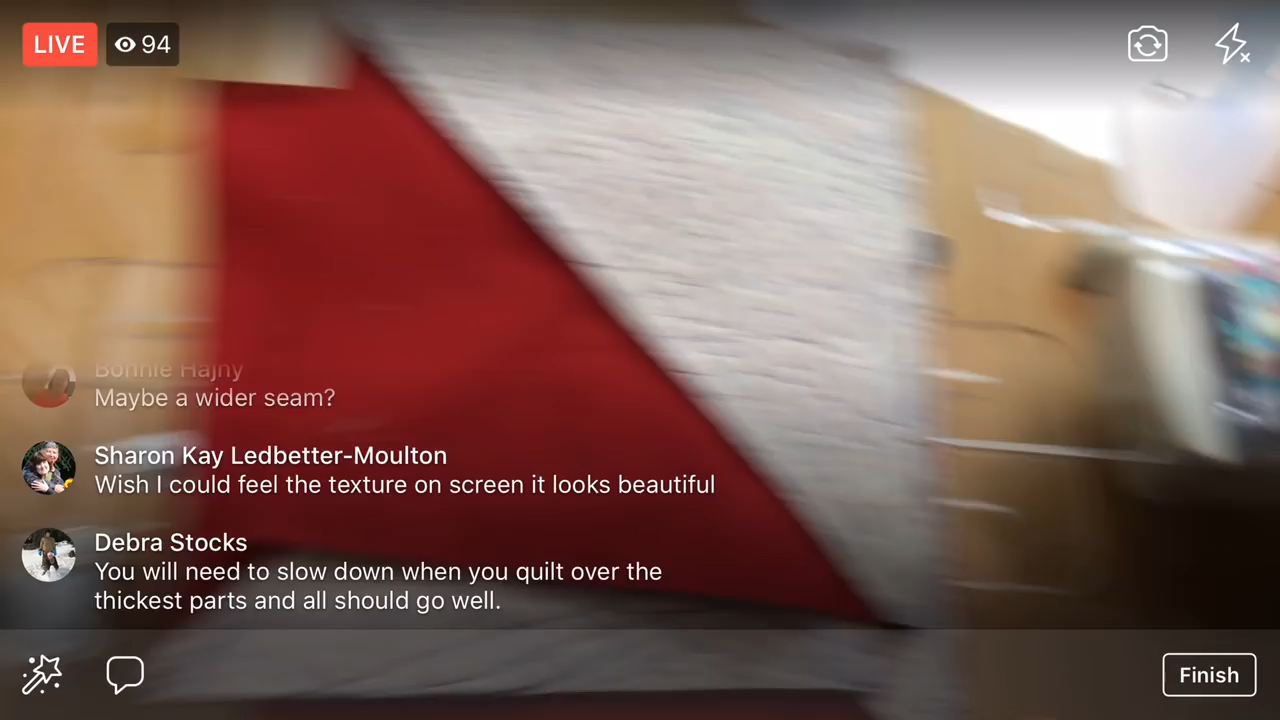 LIVE
94
Bonnie Hajny
Maybe a wider seam?
Sharon Kay Ledbetter-Moulton
Wish I could feel the texture on screen it looks beautiful
Debra Stocks
You will need to slow down when you quilt over the
thickest parts and all should go well.
Finish